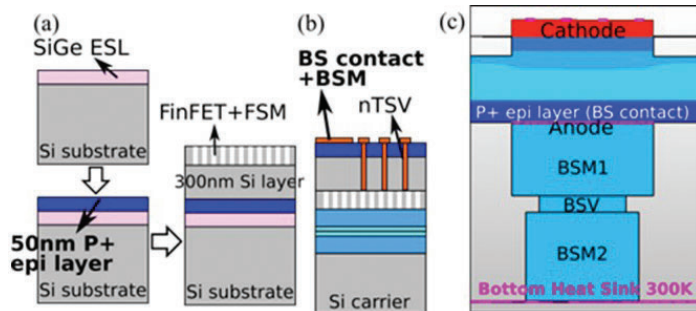 (a)
SiGe ESL
Si substrate
50nm P+
epi layer
Si substrate
FinFET+FSM
300nm Si layer
Si substrate
(b)
BS contact
+BSM
nTSV
Si carrier
(c)
Cathode
P+ epi layer (BS contact)
Anode
BSM1
BSV
BSM2
Bottom Heat Sink 300K